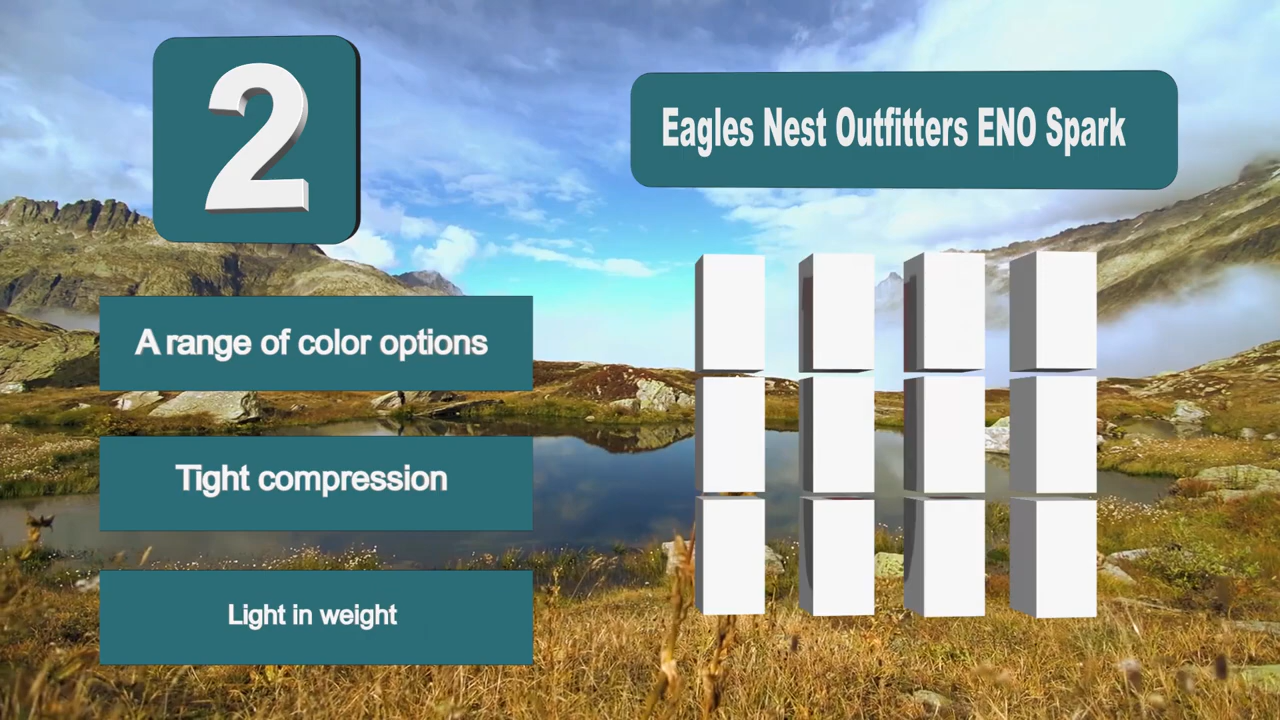 2
Eagles Nest Outfitters ENO Spark
A range of color options
Tight compression
Light in weight